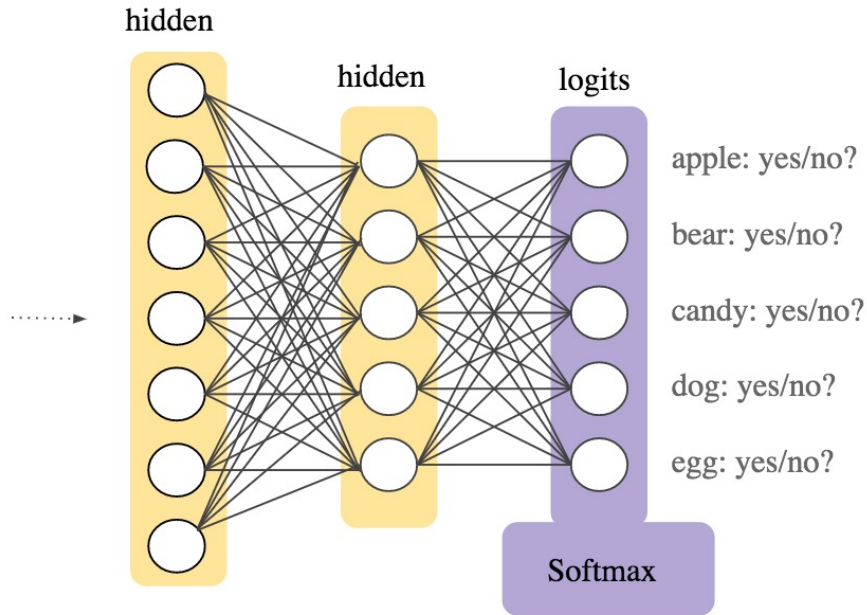 hidden
hidden
logits
apple: yes/no?
bear: yes/no?
candy: yes/no?
dog: yes/no?
egg: yes/no?
Softmax